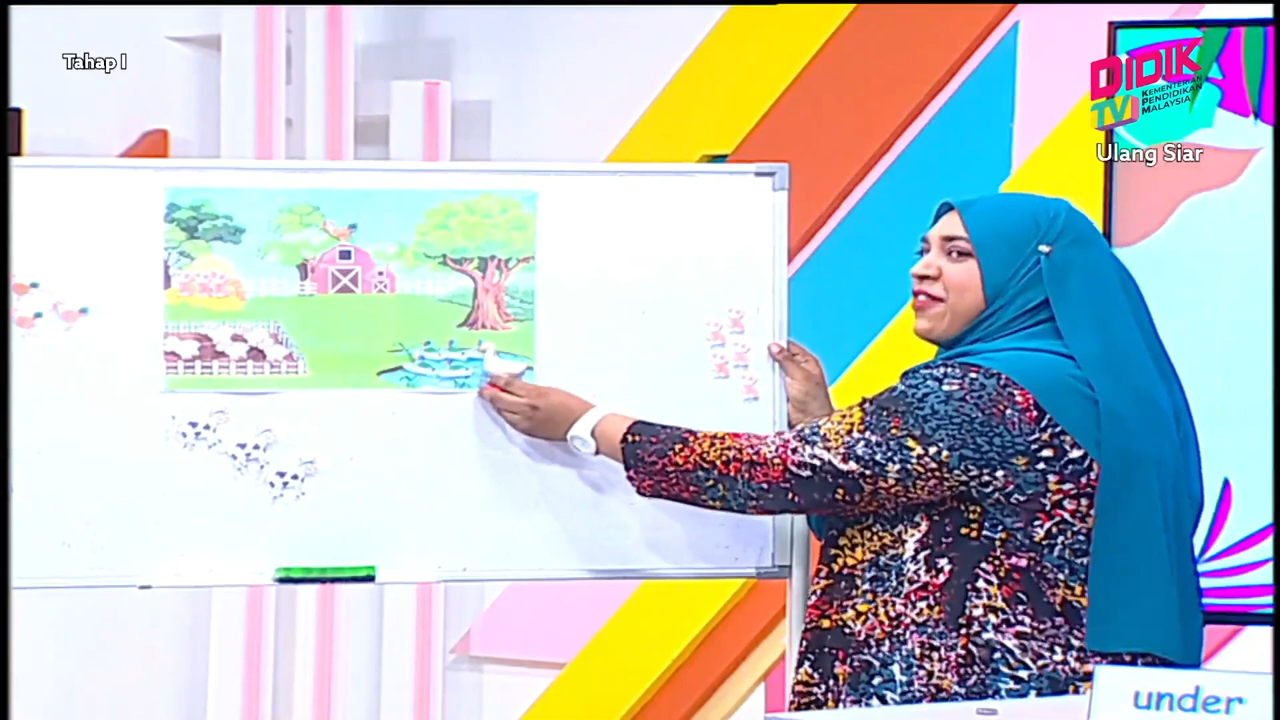 Tahap I
DIDIK
TV
KEMENTERIAN
PENDIDIKAN
MALAYSIA
Ulang Siar
under